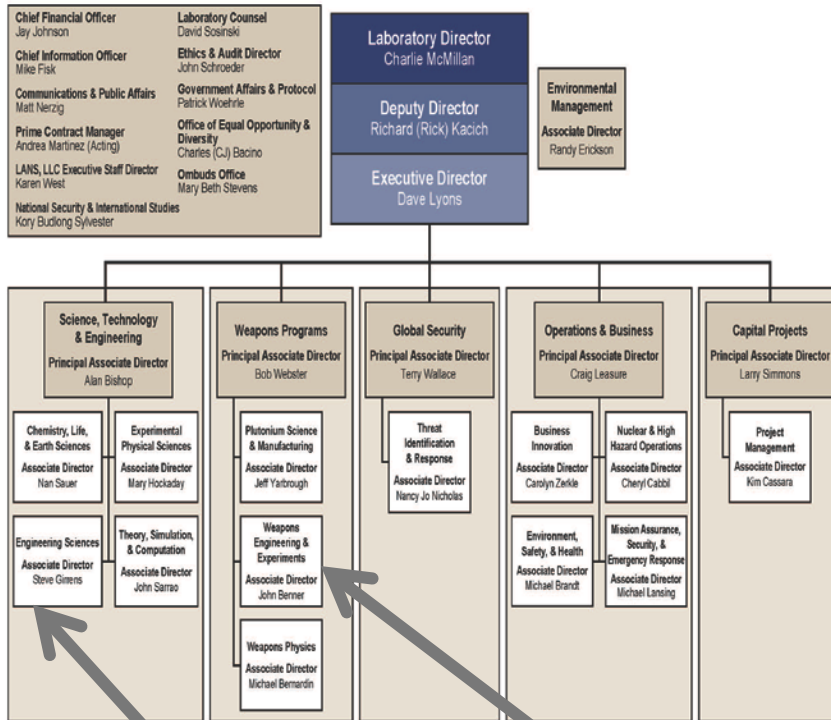 Chief Financial Officer
Jay Johnson
Chief Information Officer
Mike Fisk
Communications & Public Affairs
Matt Nerzig
Prime Contract Manager
Andrea Martinez (Acting)
LANS, LLC Executive Staff Director
Karen West
National Security & International Studies
Kory Budlong Sylvester
Laboratory Counsel
David Sosinski
Ethics & Audit Director
John Schroeder
Government Affairs & Protocol
Patrick Woehrle
Office of Equal Opportunity &
Diversity
Charles (CJ) Bacino
Ombuds Office
Mary Beth Stevens
Laboratory Director
Charlie McMillan
Deputy Director
Richard (Rick) Kacich
Executive Director
Dave Lyons
Environmental
Management
Associate Director
Randy Erickson
Science, Technology
& Engineering
Principal Associate Director
Alan Bishop
Chemistry, Life,
& Earth Sciences
Associate Director
Nan Sauer
Experimental
Physical Sciences
Associate Director
Mary Hockaday
Engineering Sciences
Associate Director
Steve Girrens
Theory, Simulation,
& Computation
Associate Director
John Sarrao
Weapons Programs
Principal Associate Director
Bob Webster
Plutonium Science
& Manufacturing
Associate Director
Jeff Yarbrough
Weapons
Engineering &
Experiments
Associate Director
John Benner
Weapons Physics
Associate Director
Michael Bernardin
Global Security
Principal Associate Director
Terry Wallace
Threat
Identification
& Response
Associate Director
Nancy Jo Nicholas
Operations & Business
Principal Associate Director
Craig Leasure
Business
Innovation
Associate Director
Carolyn Zerkle
Nuclear & High
Hazard Operations
Associate Director
Cheryl Cabbil
Environment,
Safety, & Health
Associate Director
Michael Brandt
Mission Assurance,
Security, &
Emergency Response
Associate Director
Michael Lansing
Capital Projects
Principal Associate Director
Larry Simmons
Project
Management
Associate Director
Kim Cassara